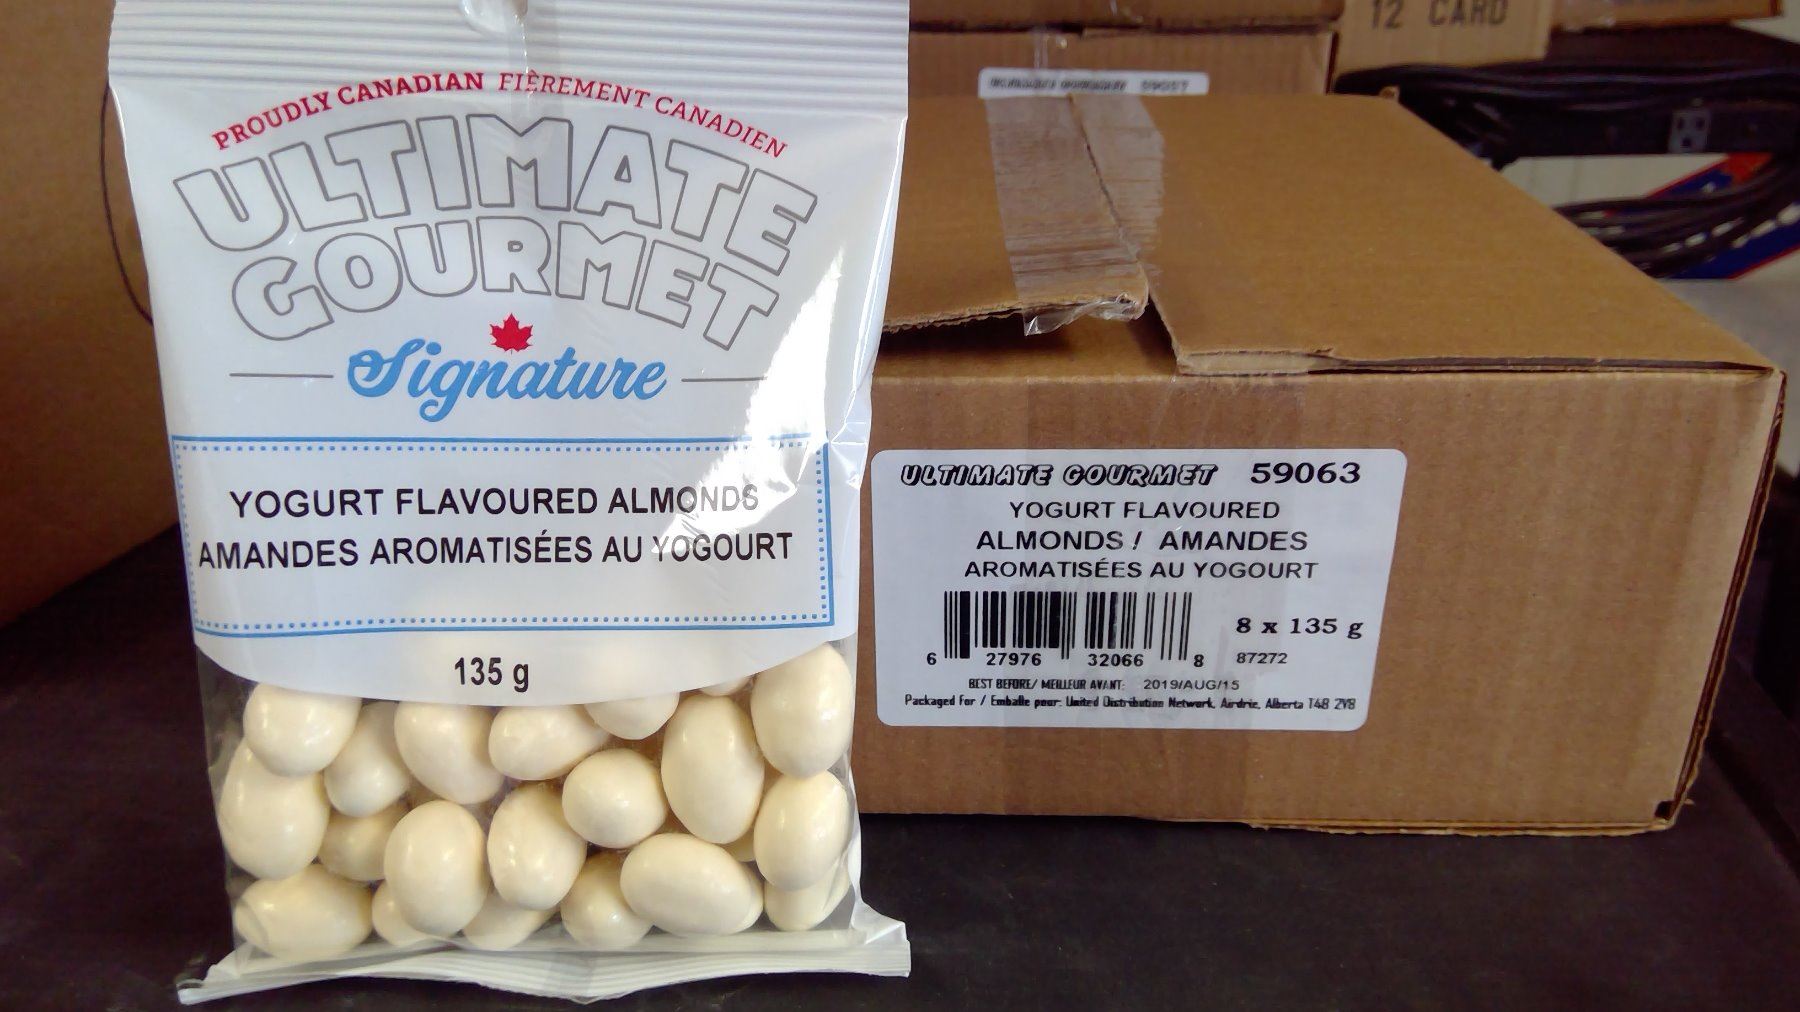 PROUDLY CANADIAN FIÈREMENT CANADIEN
ULTIMATE
GOURMET
Signature
YOGURT FLAVOURED ALMONDS
AMANDES AROMATISÉES AU YOGOURT
135 g
12 CARD
ULTIMATE GOURMET 59063
YOGURT FLAVOURED
ALMONDS / AMANDES
AROMATISÉES AU YOGOURT
8 x 135 g
6 27976 32066 8 87272
BEST BEFORE/ MEILLEUR AVANT: 2019/AUG/15
Packaged For / Emballe pour: United Distribution Network, Airdrie, Alberta T4B 2V8